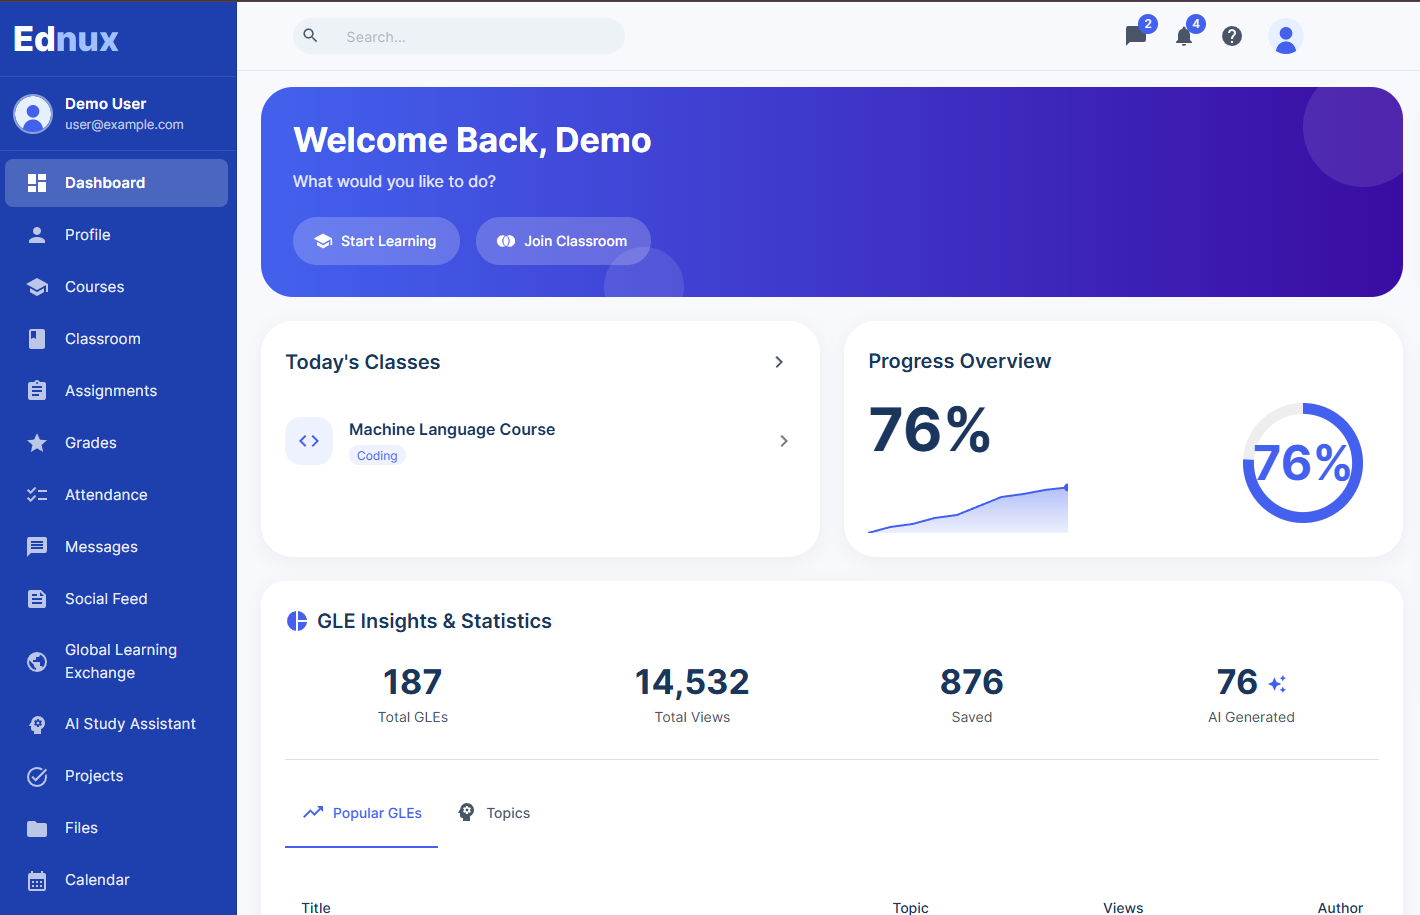 Ednux
Search...
2
4
Demo User
user@example.com
Dashboard
Profile
Courses
Classroom
Assignments
Grades
Attendance
Messages
Social Feed
Global Learning
Exchange
AI Study Assistant
Projects
Files
Calendar
Welcome Back, Demo
What would you like to do?
Start Learning
Join Classroom
Today's Classes
Machine Language Course
Coding
Progress Overview
76%
76%
GLE Insights & Statistics
187
Total GLEs
14,532
Total Views
876
Saved
76
AI Generated
Popular GLEs
Topics
Title
Topic
Views
Author